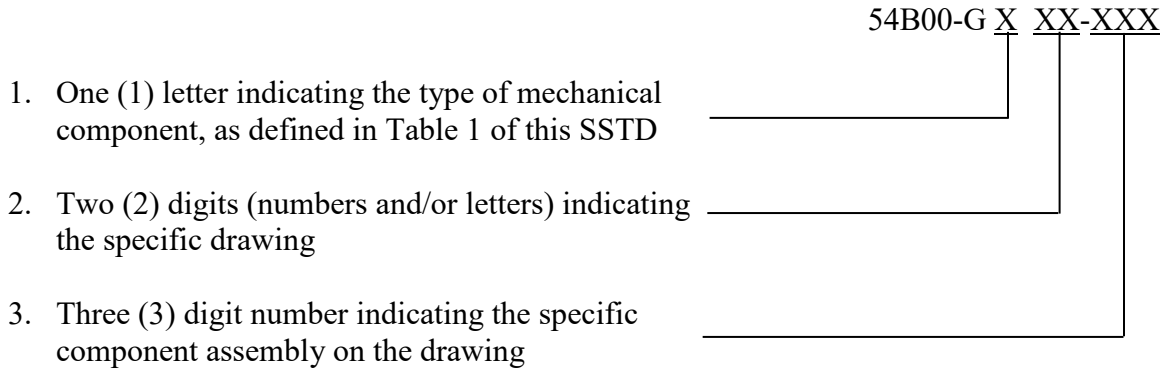 54B00-G X XX-XXX
1. One (1) letter indicating the type of mechanical
component, as defined in Table 1 of this SSTD
2. Two (2) digits (numbers and/or letters) indicating
the specific drawing
3. Three (3) digit number indicating the specific
component assembly on the drawing